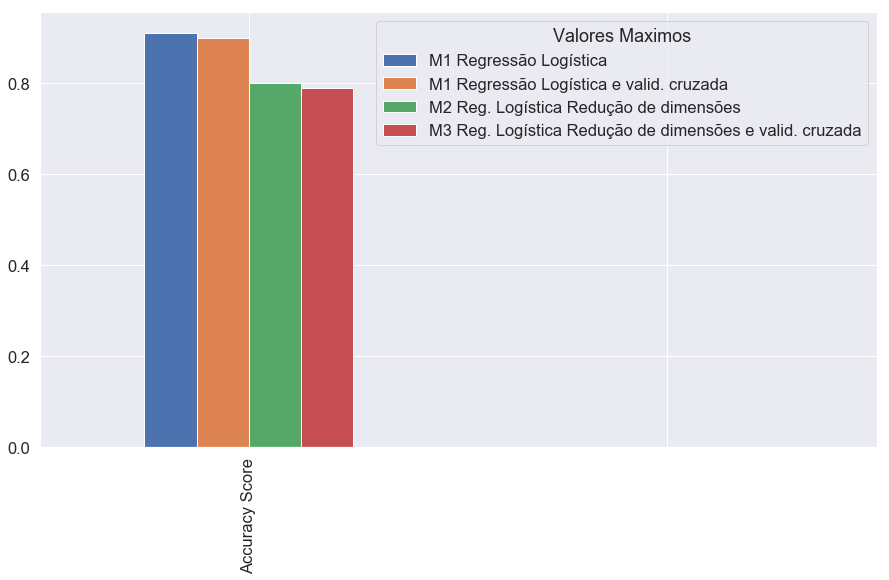 Valores Maximos
M1 Regressão Logística
M1 Regressão Logística e valid. cruzada
M2 Reg. Logística Redução de dimensões
M3 Reg. Logística Redução de dimensões e valid. cruzada
0.8
0.6
0.4
0.2
0.0
Accuracy Score